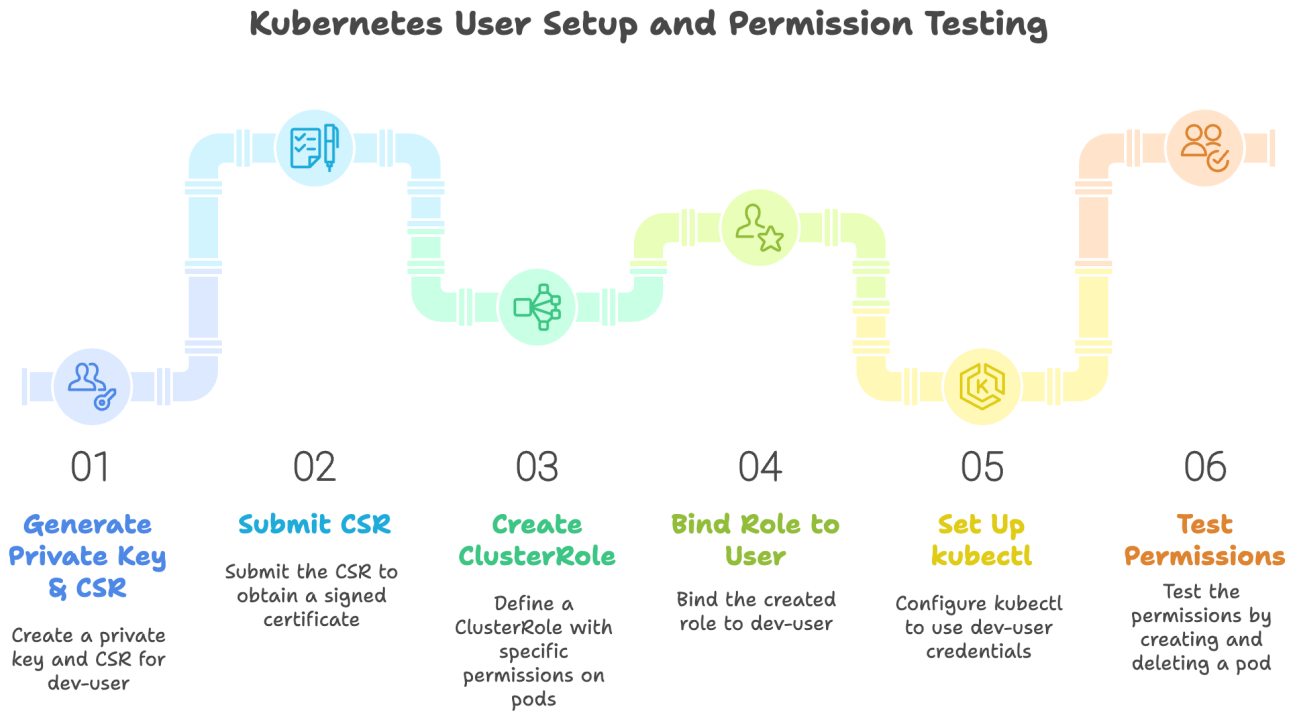 Kubernetes User Setup and Permission Testing
K
01
Generate
Private Key
& CSR
Create a private
key and CSR for
dev-user
02
Submit CSR
Submit the CSR to
obtain a signed
certificate
03
Create
ClusterRole
Define a
ClusterRole with
specific
permissions on
pods
04
Bind Role to
User
Bind the created
role to dev-user
05
Set Up
kubectl
Configure kubectl
to use dev-user
credentials
06
Test
Permissions
Test the
permissions by
creating and
deleting a pod